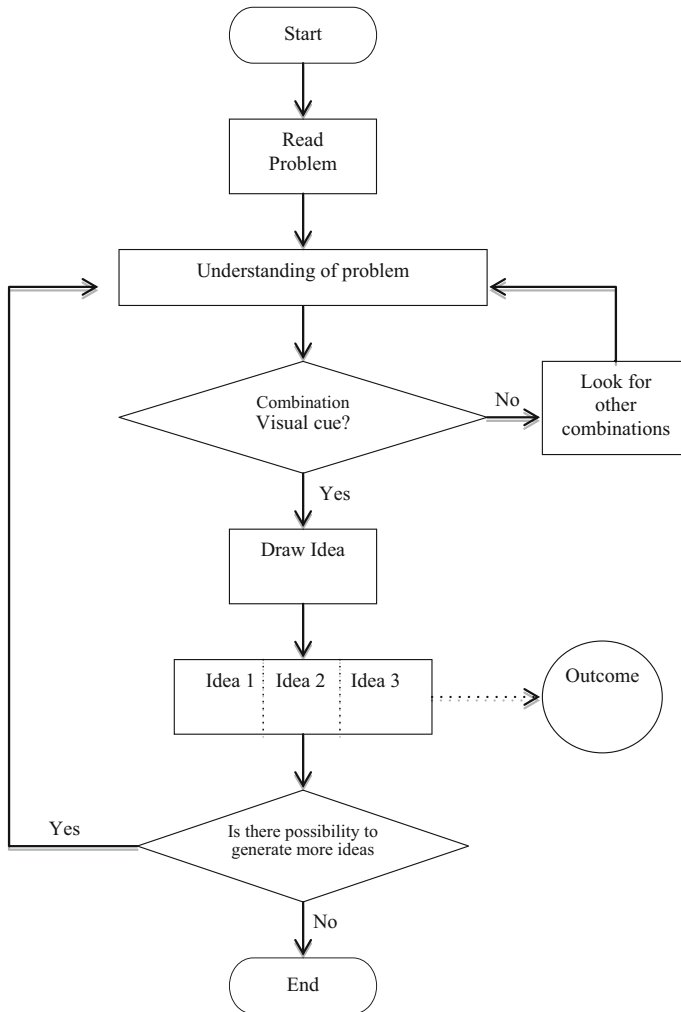 Start
Read
Problem
Understanding of problem
Combination
Visual cue?
No
Look for
other
combinations
Yes
Draw Idea
Idea 1 Idea 2 Idea 3
Outcome
Yes
Is there possibility to
generate more ideas
No
End